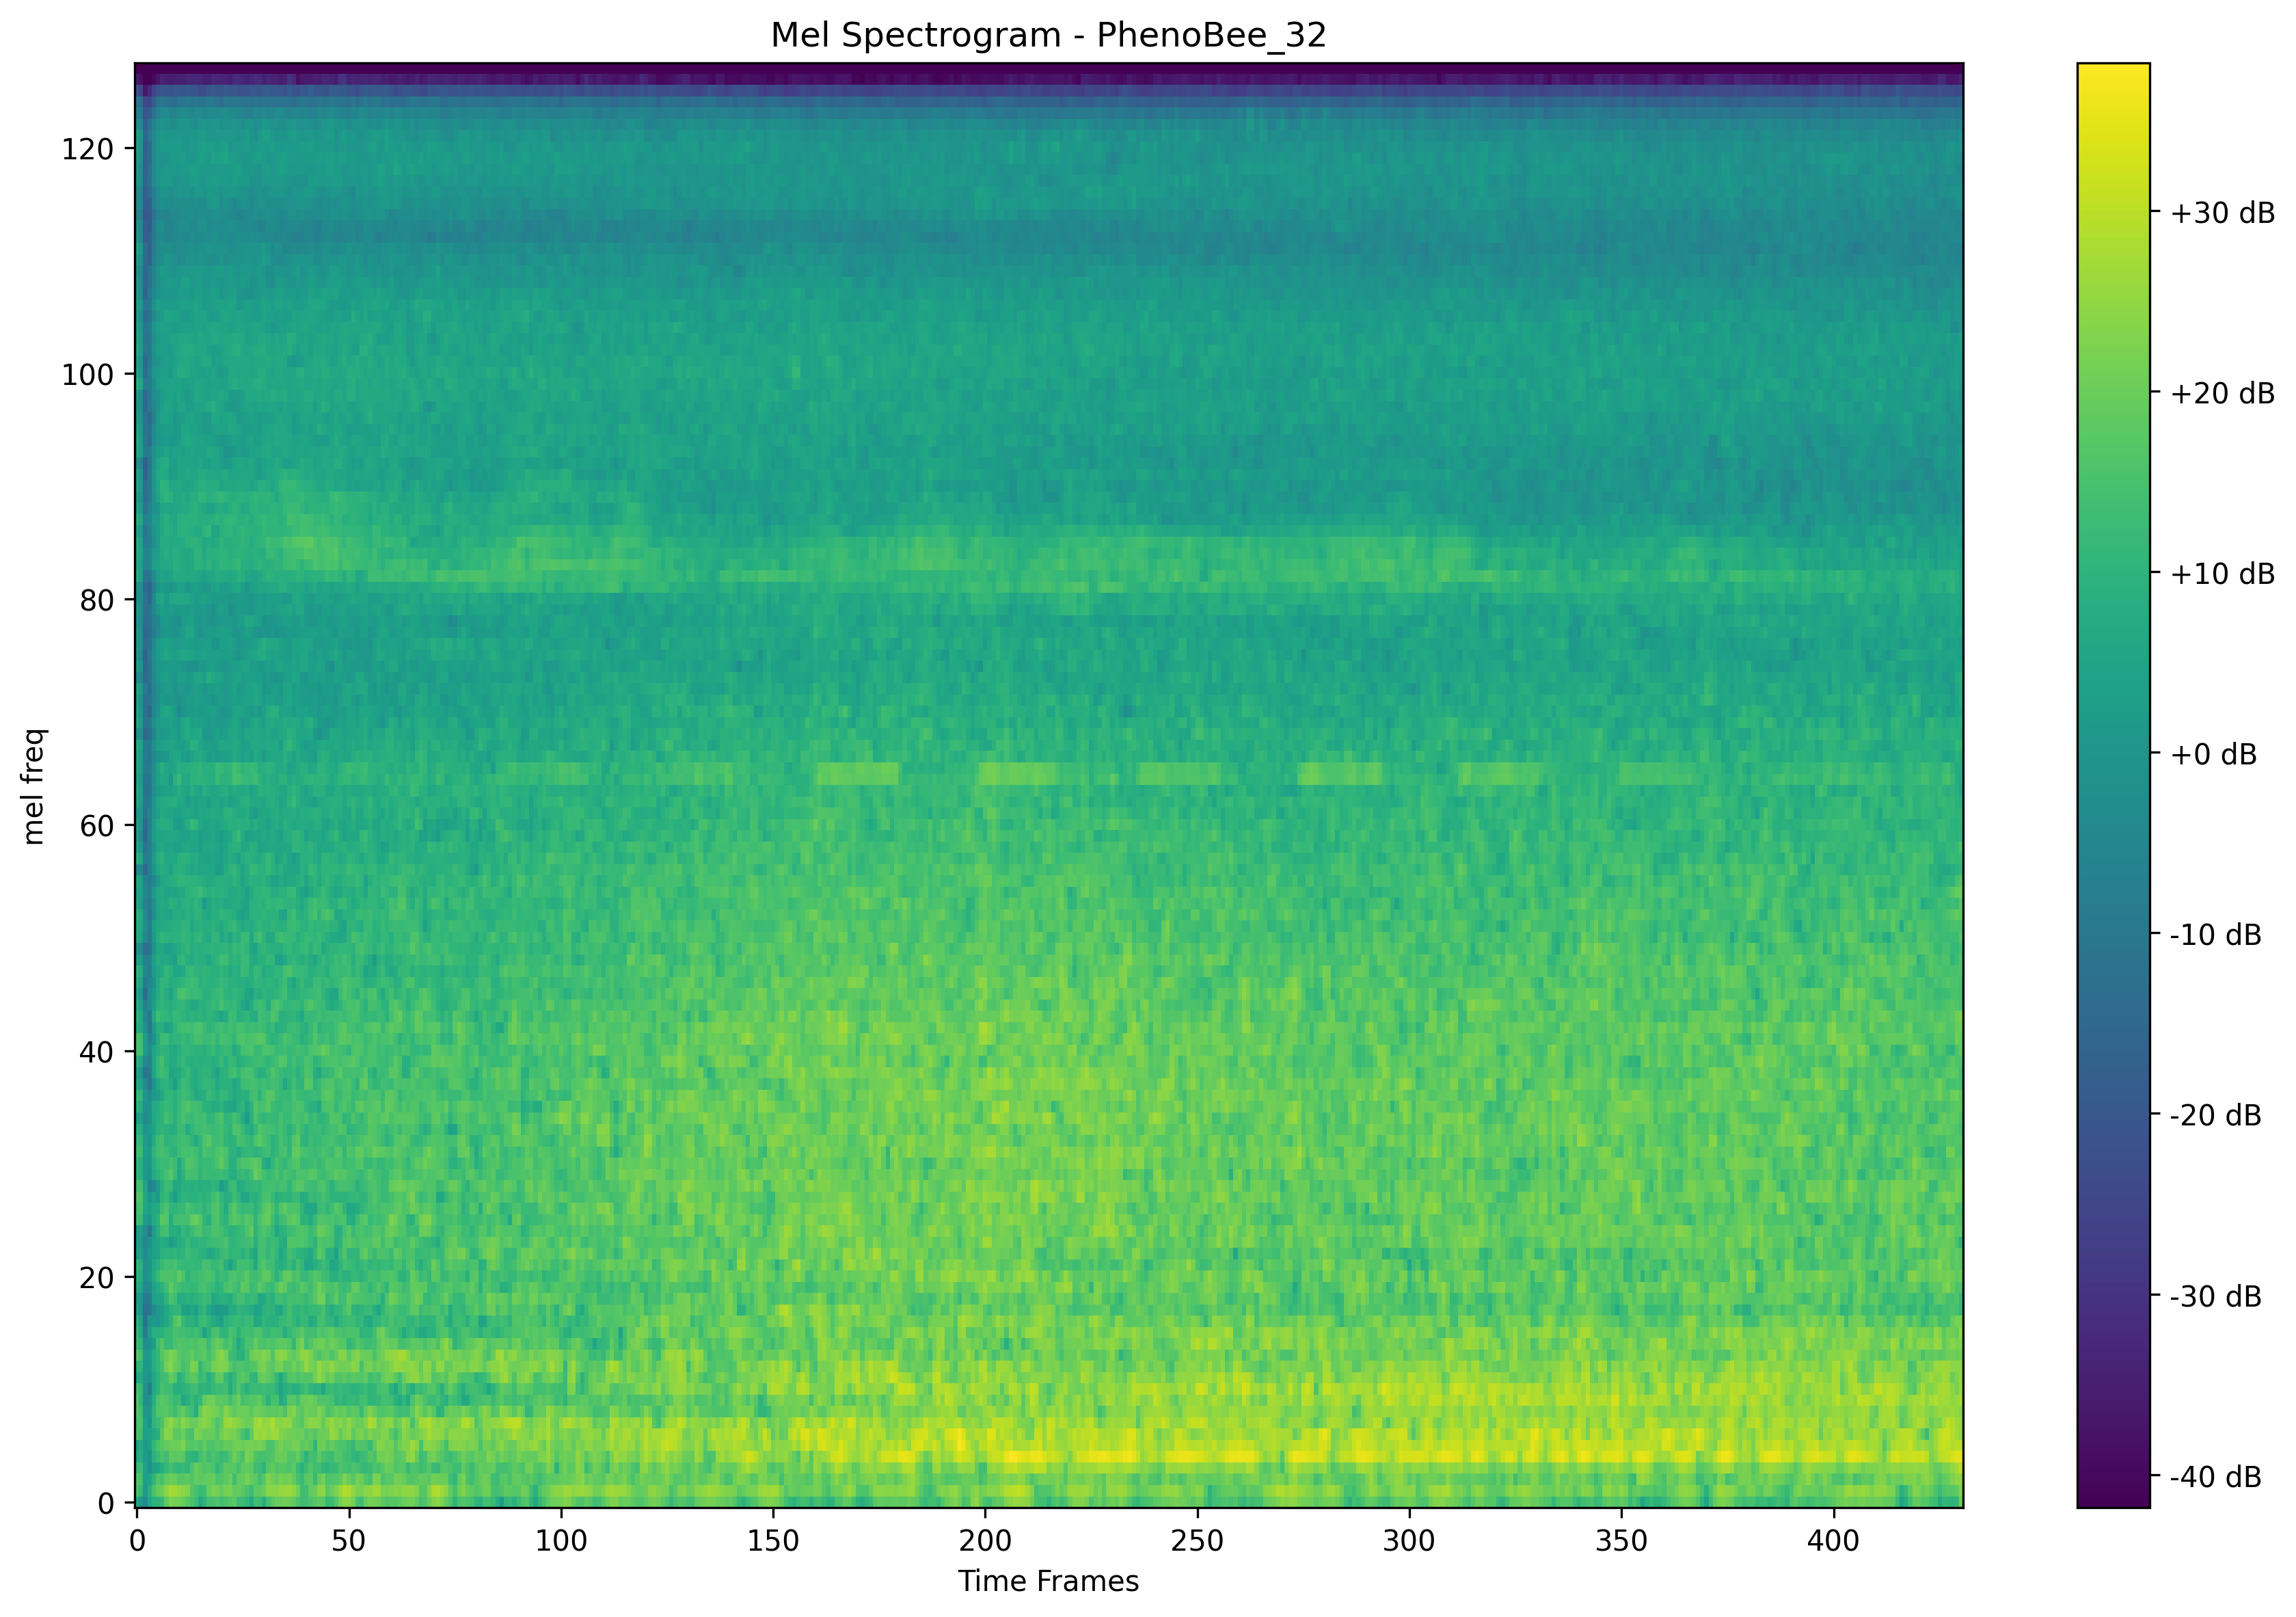 Mel Spectrogram - PhenoBee_32
mel freq
120
100
80
60
40
20
0
0 50 100 150 200 250 300 350 400
Time Frames
+30 dB
+20 dB
+10 dB
+0 dB
-10 dB
-20 dB
-30 dB
-40 dB